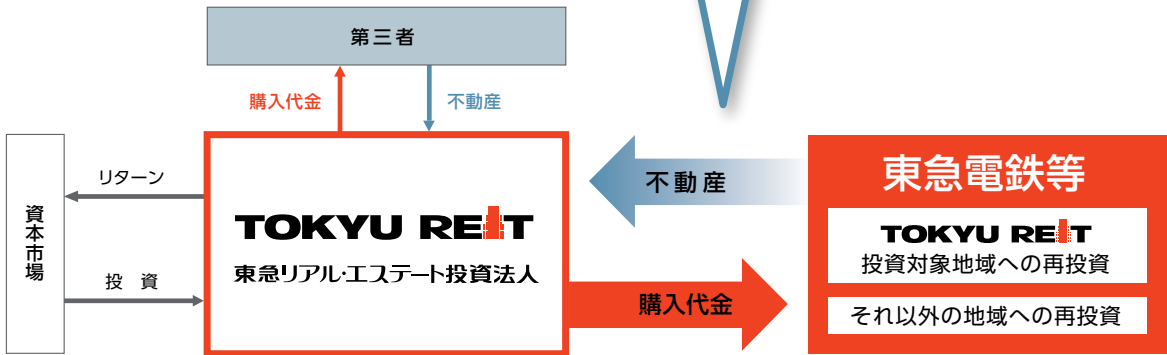 第三者
購入代金
不動産
資本市場
リターン
投 資
TOKYU REIT
東急リアル・エステート投資法人
不動産
購入代金
東急電鉄等
TOKYU REIT
投資対象地域への再投資
それ以外の地域への再投資